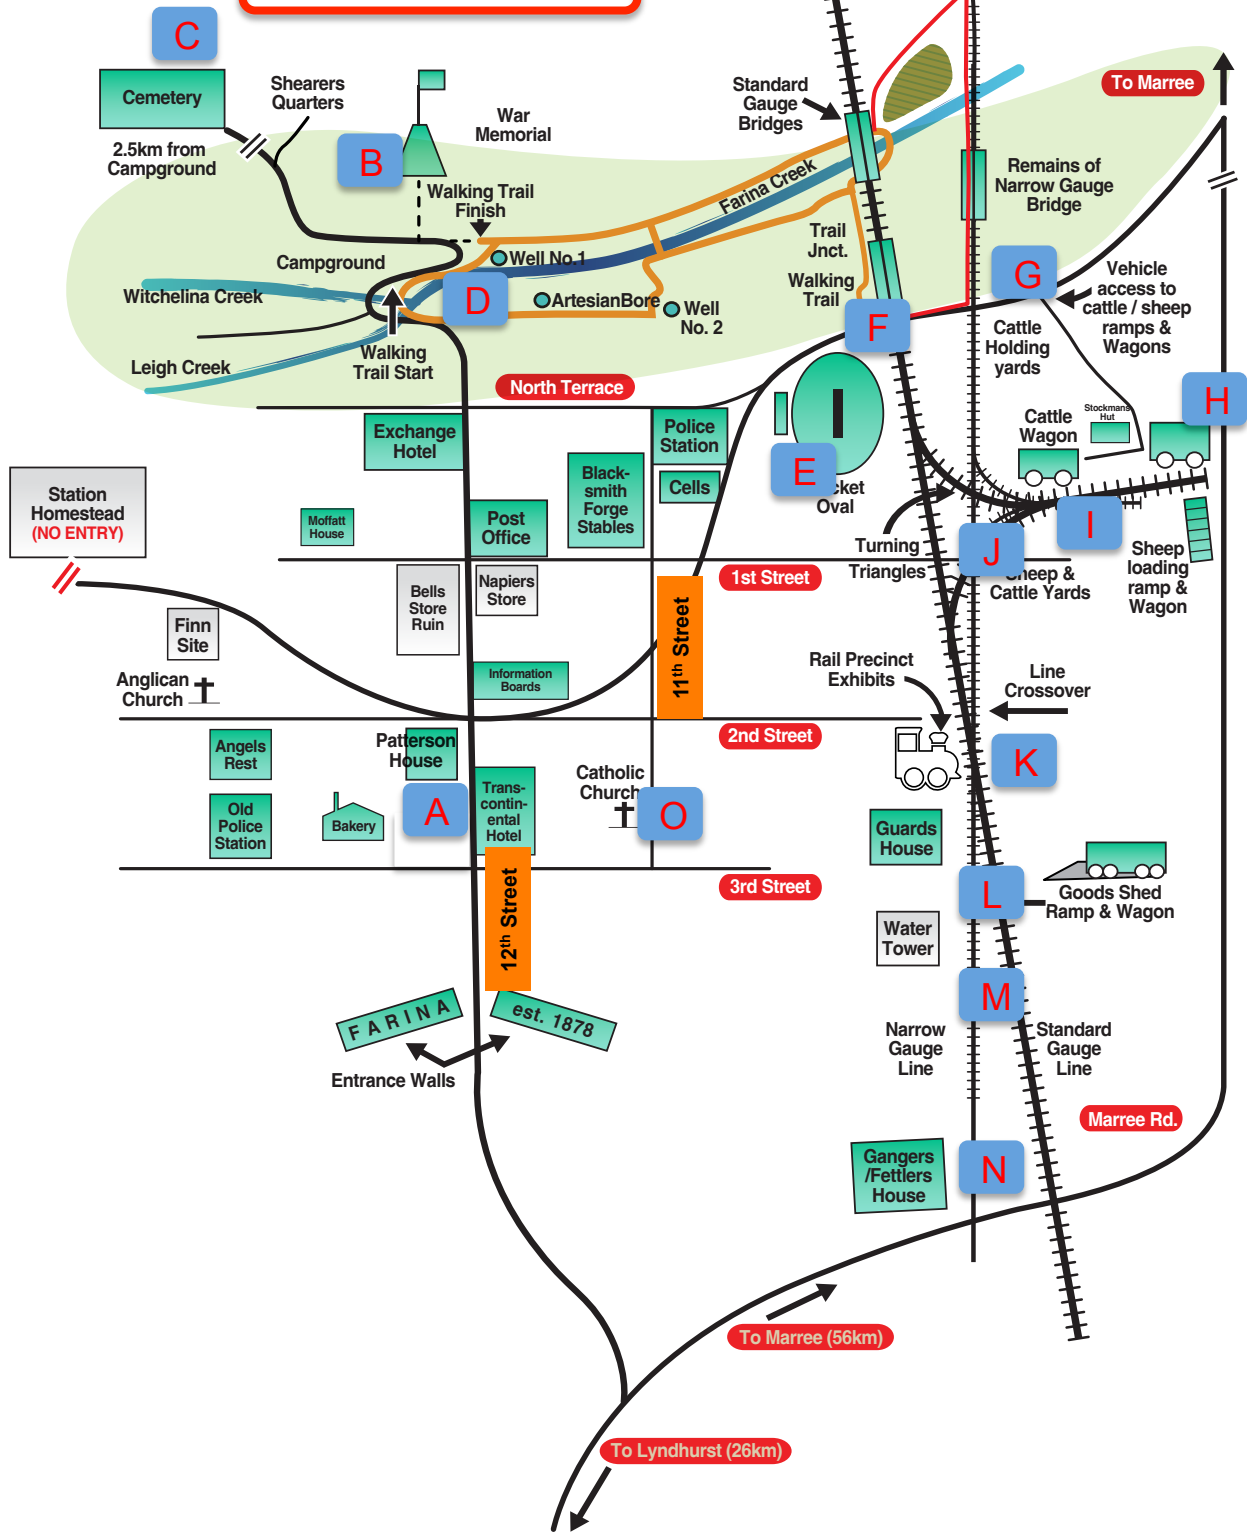 C
Cemetery
2.5km from
Campground
Shearers
Quarters
B
War
Memorial
Walking Trail
Finish
Standard
Gauge
Bridges
To Marree
Remains of
Narrow Gauge
Bridge
Farina Creek
Trail
Jnct.
Walking
Trail
Campground
Well No.1
Witchelina Creek
D
ArtesianBore
Well
No. 2
Leigh Creek
Walking
Trail Start
F
G
Vehicle
access to
cattle / sheep
ramps &
Wagons
Cattle
Holding
yards
North Terrace
H
Stockmans
Hut
Cattle
Wagon
Exchange
Hotel
Police
Station
Cells
Black-
smith
Forge
Stables
E
cket
Oval
Station
Homestead
(NO ENTRY)
Moffatt
House
Post
Office
I
J
Turning
Triangles
Sheep &
Cattle Yards
Sheep
loading
ramp &
Wagon
1st Street
Bells
Store
Ruin
Napiers
Store
Finn
Site
11th Street
Anglican
Church
Information
Boards
Rail Precinct
Exhibits
Line
Crossover
2nd Street
Angels
Rest
Patterson
House
K
Catholic
Church
Trans-
contin-
ental
Hotel
Old
Police
Station
Bakery
A
O
Guards
House
3rd Street
L
Goods Shed
Ramp & Wagon
12th Street
Water
Tower
M
FARINA
est. 1878
Narrow
Gauge
Line
Standard
Gauge
Line
Entrance Walls
Marree Rd.
Gangers
/Fettlers
House
N
To Marree (56km)
To Lyndhurst (26km)